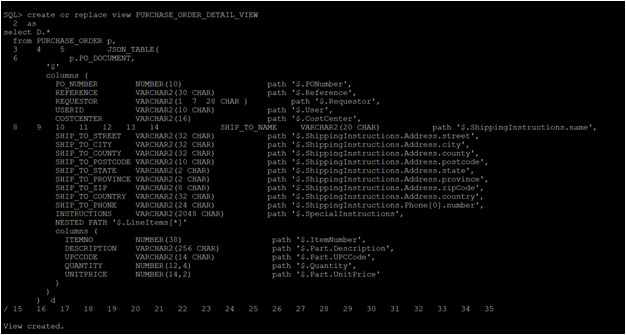 SQL> create or replace view PURCHASE_ORDER_DETAIL_VIEW
2 as
select D.*
from PURCHASE_ORDER p,
3 4 5 JSON_TABLE(
6 p.PO_DOCUMENT,
'$'
columns (
PO_NUMBER NUMBER(10) path '$.PONumber',
REFERENCE VARCHAR2(30 CHAR) path '$.Reference',
REQUESTOR VARCHAR2(1 7 28 CHAR ) path '$.Requestor',
USERID VARCHAR2(10 CHAR) path '$.User',
COSTCENTER VARCHAR2(16) path '$.CostCenter',
8 9 10 11 12 13 14 SHIP_TO_NAME VARCHAR2(20 CHAR) path '$.ShippingInstructions.name',
SHIP_TO_STREET VARCHAR2(32 CHAR) path '$.ShippingInstructions.Address.street',
SHIP_TO_CITY VARCHAR2(32 CHAR) path '$.ShippingInstructions.Address.city',
SHIP_TO_COUNTY VARCHAR2(32 CHAR) path '$.ShippingInstructions.Address.county',
SHIP_TO_POSTCODE VARCHAR2(10 CHAR) path '$.ShippingInstructions.Address.postcode',
SHIP_TO_STATE VARCHAR2(2 CHAR) path '$.ShippingInstructions.Address.state',
SHIP_TO_PROVINCE VARCHAR2(2 CHAR) path '$.ShippingInstructions.Address.province',
SHIP_TO_ZIP VARCHAR2(8 CHAR) path '$.ShippingInstructions.Address.zipCode',
SHIP_TO_COUNTRY VARCHAR2(32 CHAR) path '$.ShippingInstructions.Address.country',
SHIP_TO_PHONE VARCHAR2(24 CHAR) path '$.ShippingInstructions.Phone[0].number',
INSTRUCTIONS VARCHAR2(2048 CHAR) path '$.SpecialInstructions',
NESTED PATH '$.LineItems[*]'
columns (
ITEMNO NUMBER(38) path '$.ItemNumber',
DESCRIPTION VARCHAR2(256 CHAR) path '$.Part.Description',
UPCCODE VARCHAR2(14 CHAR) path '$.Part.UPCCode',
QUANTITY NUMBER(12,4) path '$.Quantity',
UNITPRICE NUMBER(14,2) path '$.Part.UnitPrice'
)
)
) d
/ 15 16 17 18 19 20 21 22 23 24 25 26 27 28 29 30 31 32 33 34 35
View created.